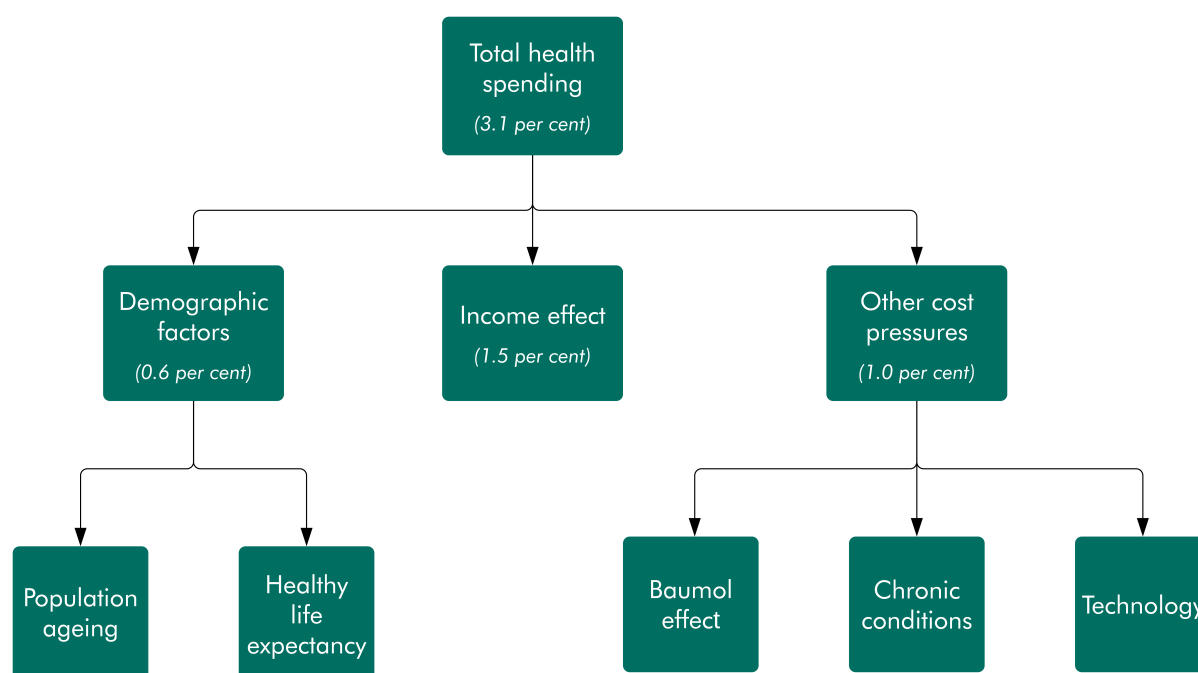 Total health
spending
(3.1 per cent)
Demographic
factors
(0.6 per cent)
Income effect
(1.5 per cent)
Other cost
pressures
(1.0 per cent)
Population
ageing
Healthy
life
expectancy
Baumol
effect
Chronic
conditions
Technology